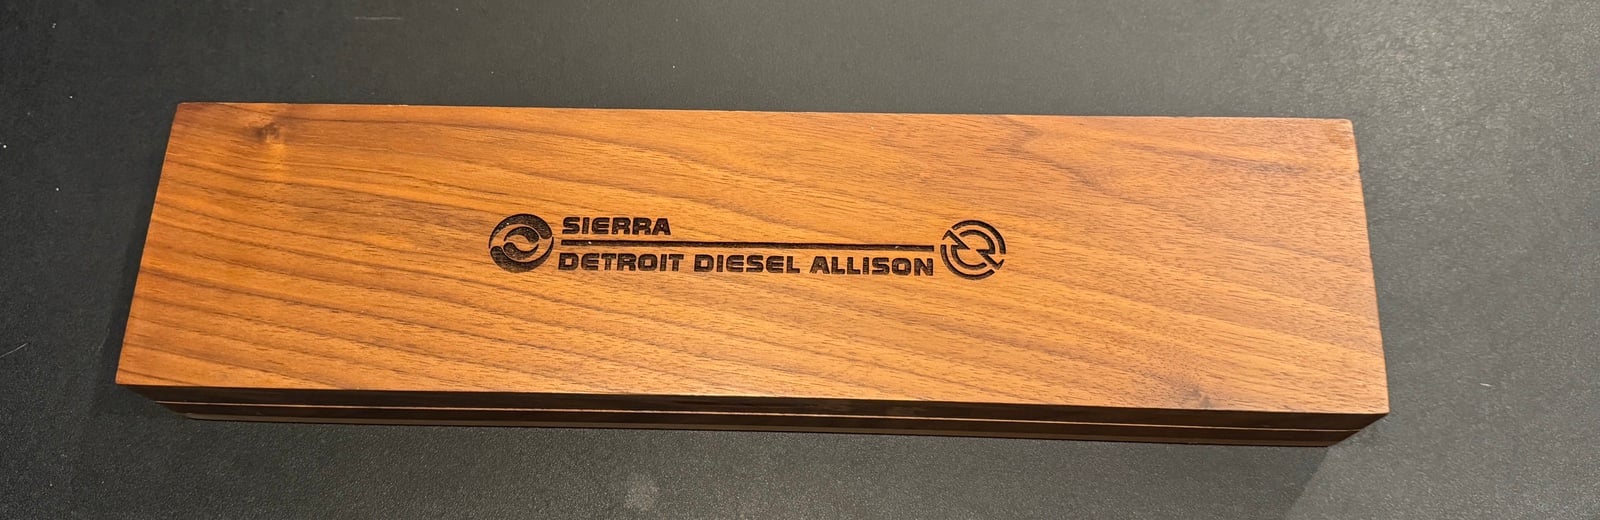 SIERRA
DETROIT DIESEL ALLISON